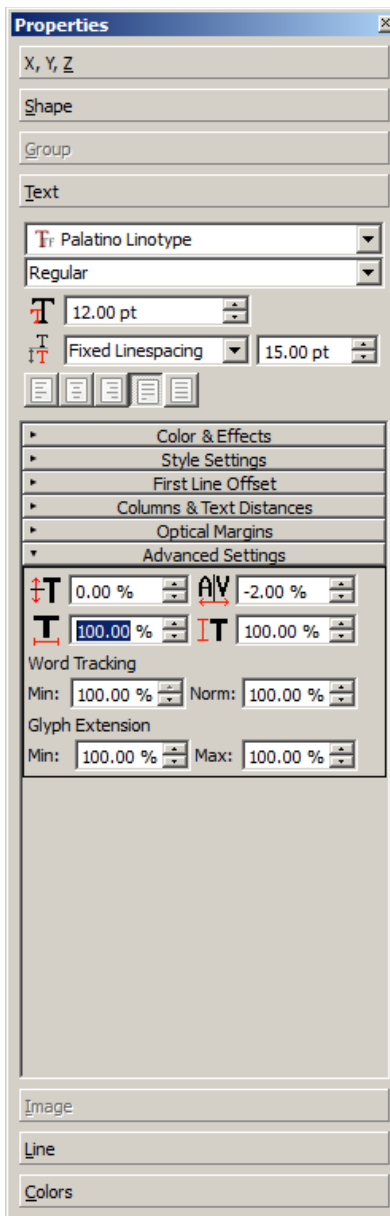 Properties
X, Y, Z
Shape
Group
Text
Palatino Linotype
Regular
12.00 pt
Fixed Linespacing 15.00 pt
Color & Effects
Style Settings
First Line Offset
Columns & Text Distances
Optical Margins
Advanced Settings
0.00 % -2.00 %
100.00 % 100.00 %
Word Tracking
Min: 100.00 % Norm: 100.00 %
Glyph Extension
Min: 100.00 % Max: 100.00 %
Image
Line
Colors